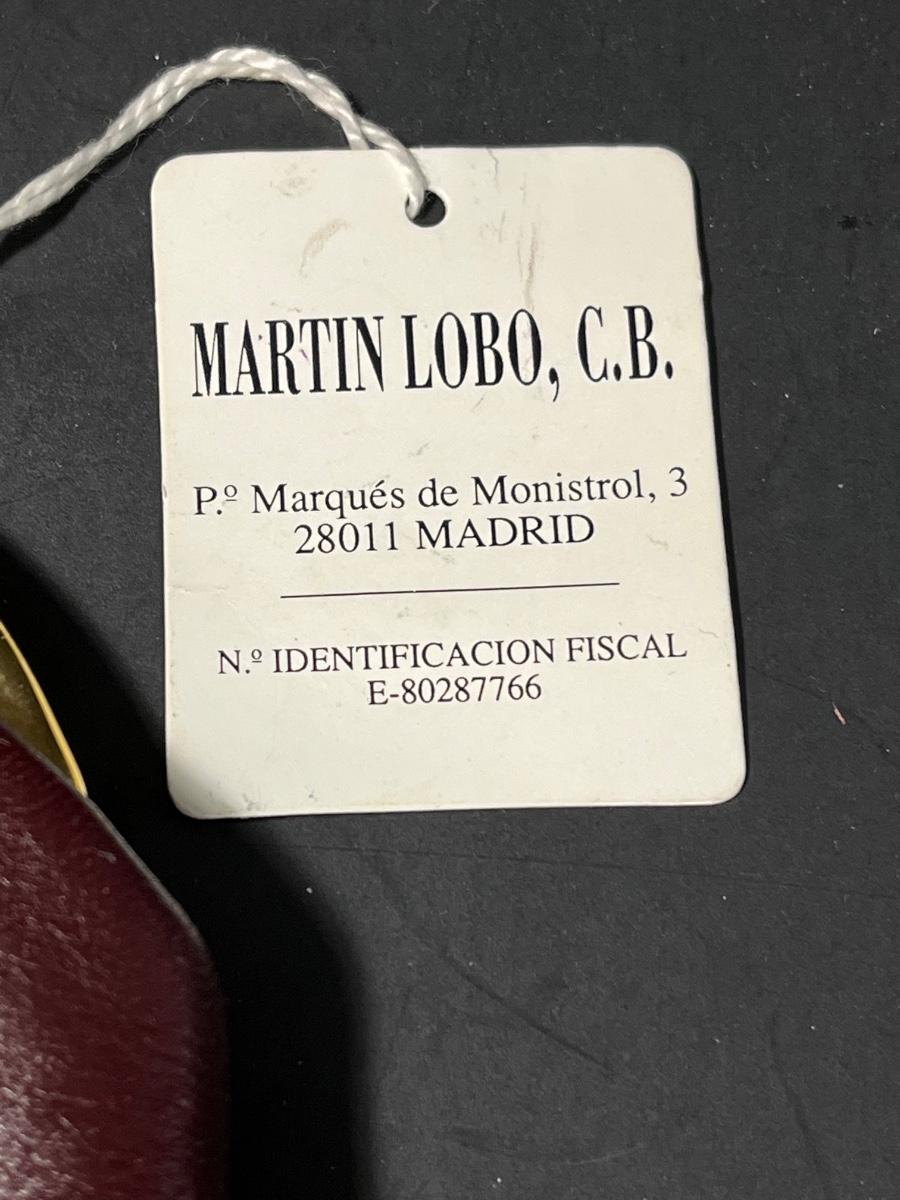 MARTIN LOBO, C.B.
P.º Marqués de Monistrol, 3
28011 MADRID
N.º IDENTIFICACION FISCAL
E-80287766